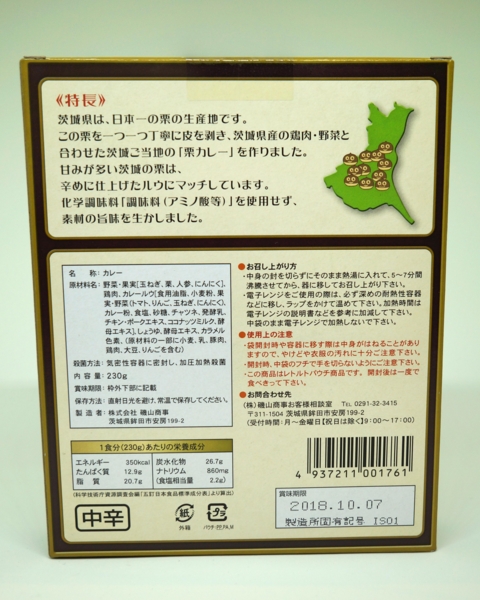 《特長》
茨城県は、日本一の栗の生産地です。
この栗を一つ一つ丁寧に皮を剥き、茨城県産の鶏肉・野菜と
合わせた茨城ご当地の「栗カレー」を作りました。
甘みが多い茨城の栗は、
辛めに仕上げたルウにマッチしています。
化学調味料「調味料(アミノ酸等)」を使用せず、
素材の旨味を生かしました。
名称:カレー
原材料名:野菜・果実[玉ねぎ、栗、人参、にんにく]、
鶏肉、カレールウ[食用油脂、小麦粉、果
実・野菜(トマト、りんご、玉ねぎ、にんにく)、
カレー粉、食塩、砂糖、チャツネ、発酵乳、
チキン・ポークエキス、ココナッツミルク、酵
母エキス]、しょうゆ、酵母エキス、カラメル
色素、(原材料の一部に小麦、乳、豚肉、
鶏肉、大豆、りんごを含む)
殺菌方法:気密性容器に密封し、加圧加熱殺菌
内容量:230g
賞味期限:枠外下部に記載
保存方法:直射日光を避け、常温で保存してください。
製造者:株式会社 磯山商事
茨城県鉾田市安房199-2
1食分(230g)あたりの栄養成分
エネルギー 350kcal 炭水化物 26.7g
たんぱく質 12.9g ナトリウム 860mg
脂質 20.7g (食塩相当量 2.2g)
(科学技術庁資源調査会編「五訂日本食品標準成分表」より算出)
中辛
紙
外箱
プラ
パウチ:PE,PA,M
●お召し上がり方
・中身の封を切らずにそのまま熱湯に入れて、5〜7分間
沸騰させてから、器に移してお召し上がり下さい。
・電子レンジをご使用の際は、必ず深めの耐熱性容器
などに移し、ラップをかけて温めて下さい。加熱時間は
電子レンジの説明書などを参考に加減して下さい。
中袋のまま電子レンジで加熱しないで下さい。
●使用上の注意
・袋開封時や容器に移す際は中身がはねることがあり
ますので、やけどや衣服の汚れに十分ご注意下さい。
・開封時、中袋のフチで手を切らないようにご注意下さい。
・この商品はレトルトパウチ商品です。開封後は一度で
食べきって下さい。
●お問合わせ先
(株)磯山商事お客様相談室 TEL 0291-32-3415
〒311-1504 茨城県鉾田市安房199-2
(受付時間:月〜金曜日[祝日は除く]9:00〜17:00)
4 937211 001761
賞味期限
2018.10.07
製造所固有記号 ISO1